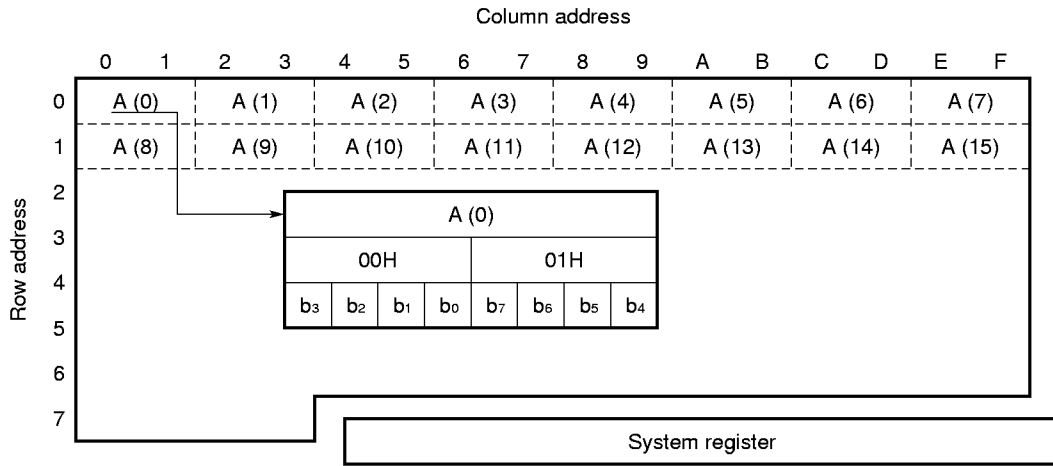 Column address
0 1 2 3 4 5 6 7 8 9 A B C D E F
Row address
0 A (0) A (1) A (2) A (3) A (4) A (5) A (6) A (7)
1 A (8) A (9) A (10) A (11) A (12) A (13) A (14) A (15)
2
A (0)
3
00H 01H
4
b3 b2 b1 b0 b7 b6 b5 b4
5
6
7
System register